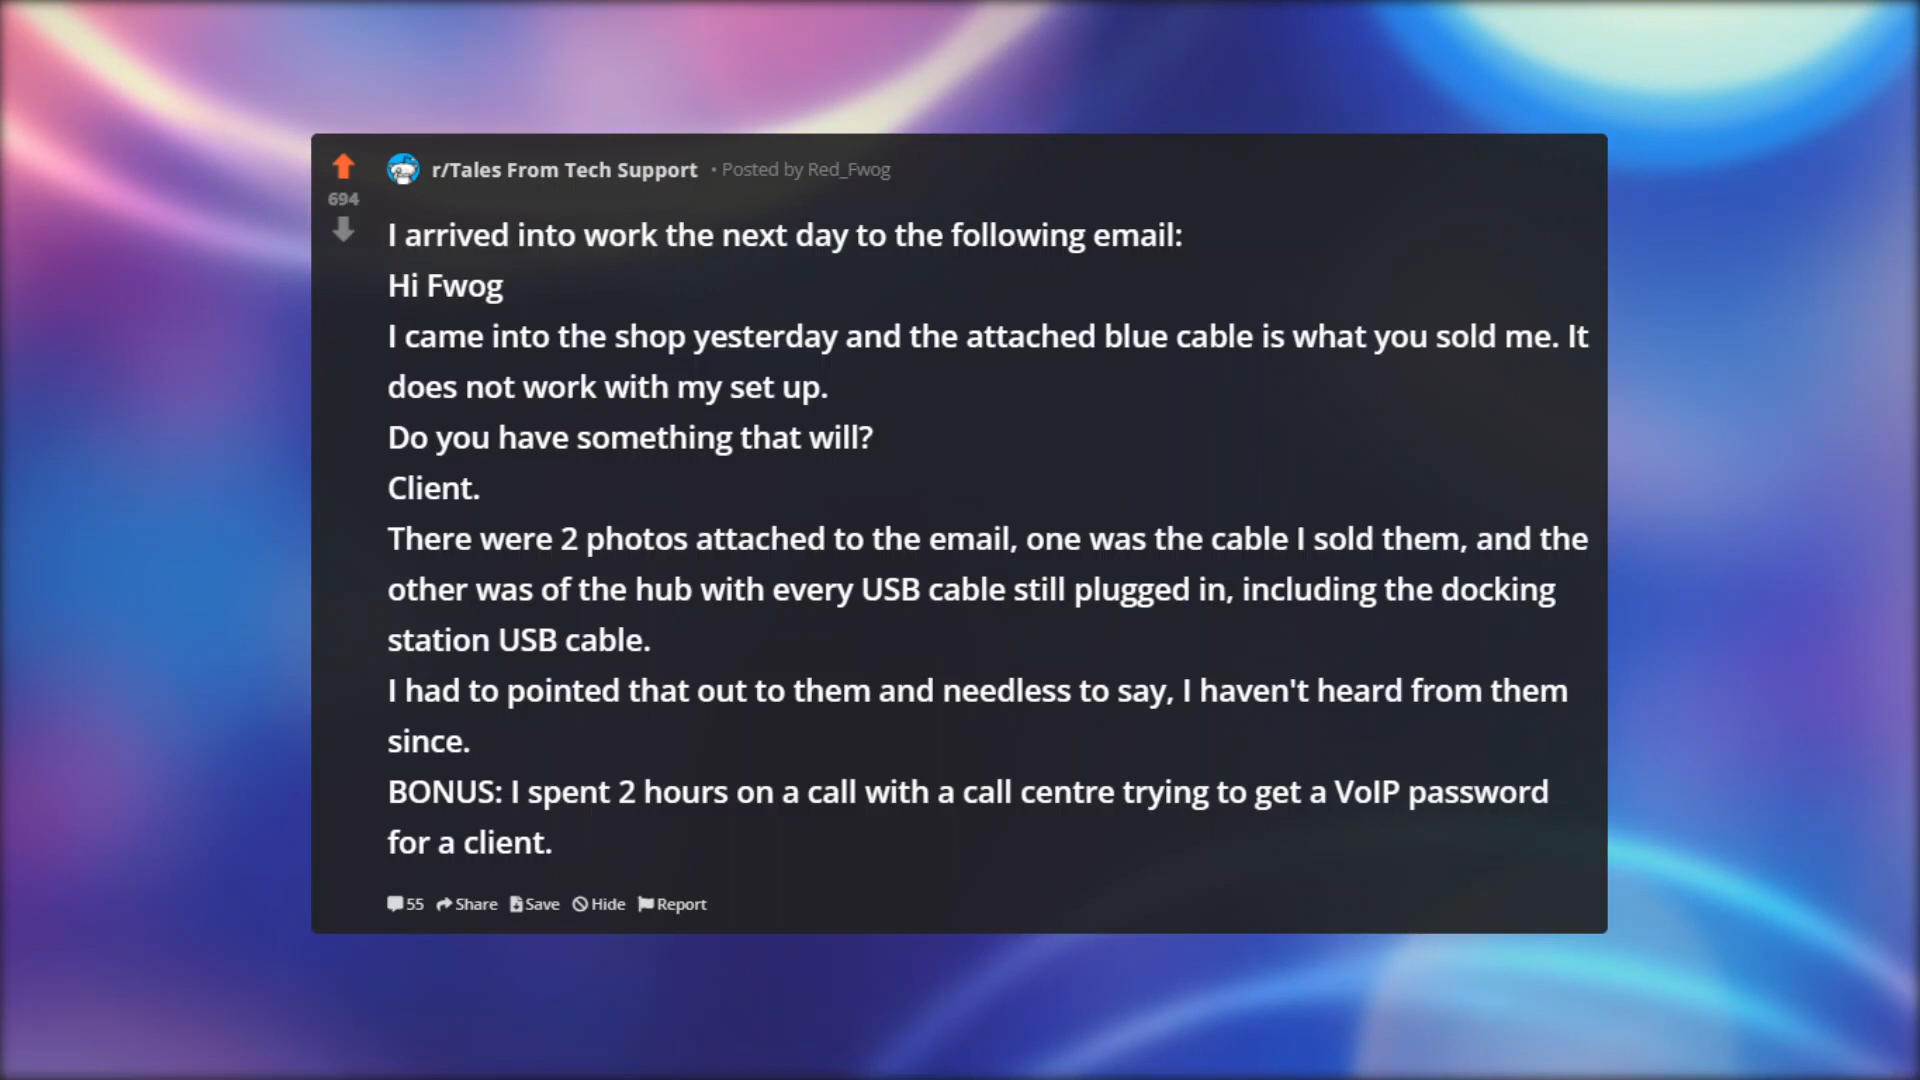 r/Tales From Tech Support • Posted by Red_Fwog
694
I arrived into work the next day to the following email:
Hi Fwog
I came into the shop yesterday and the attached blue cable is what you sold me. It
does not work with my set up.
Do you have something that will?
Client.
There were 2 photos attached to the email, one was the cable I sold them, and the
other was of the hub with every USB cable still plugged in, including the docking
station USB cable.
I had to pointed that out to them and needless to say, I haven't heard from them
since.
BONUS: I spent 2 hours on a call with a call centre trying to get a VoIP password
for a client.
55 Share Save Hide Report